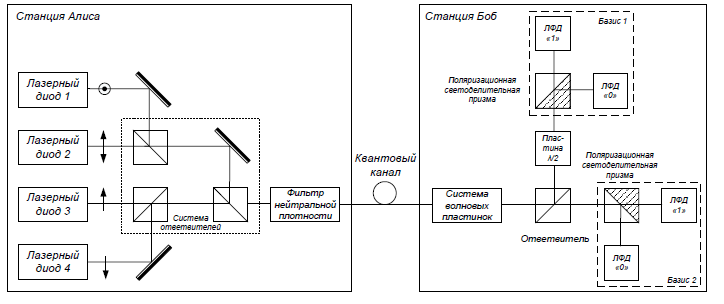 Станция Алиса
Лазерный
диод 1
Лазерный
диод 2
Лазерный
диод 3
Лазерный
диод 4
Система
ответвителей
Фильтр
нейтральной
плотности
Квантовый
канал
Станция Боб
Базис 1
ЛФД
«1»
Поляризационная
светоделительная
призма
ЛФД
«0»
Плас-
тина
λ/2
Поляризационная
светоделительная
призма
Система
волновых
пластинок
Ответвитель
ЛФД
«1»
ЛФД
«0»
Базис 2